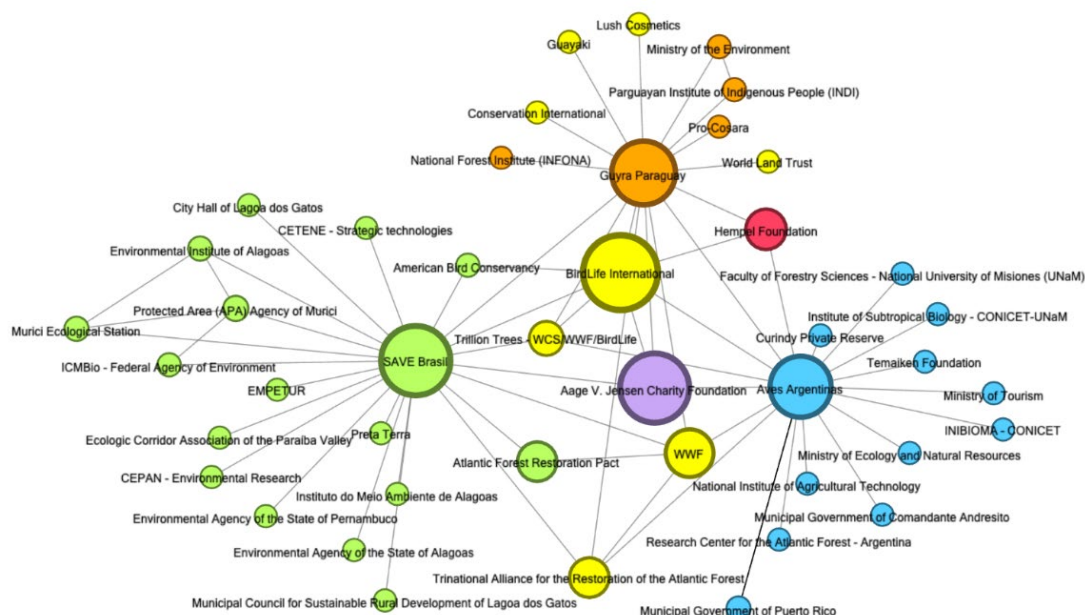 Lush Cosmetics
Guayaki
Ministry of the Environment
Parguayan Institute of Indigenous People (INDI)
Conservation International
Pro-Cosara
National Forest Institute (INFONA)
World Land Trust
Guyra Paraguay
City Hall of Lagoa dos Gatos
CETENE - Strategic technologies
Hempel Foundation
Environmental Institute of Alagoas
American Bird Conservancy
BirdLife International
Faculty of Forestry Sciences - National University of Misiones (UNaM)
Protected Area (APA) Agency of Murici
Institute of Subtropical Biology - CONICET-UNaM
Murici Ecological Station
Trillion Trees - WCS/WWF/BirdLife
Curindy Private Reserve
ICMBio - Federal Agency of Environment
SAVE Brasil
Temaiken Foundation
EMPETUR
Aage V. Jensen Charity Foundation
Aves Argentinas
Ministry of Tourism
INIBIOMA - CONICET
Ecologic Corridor Association of the Paraiba Valley
Preta Terra
Ministry of Ecology and Natural Resources
WWF
Atlantic Forest Restoration Pact
CEPAN - Environmental Research
National Institute of Agricultural Technology
Instituto do Meio Ambiente de Alagoas
Environmental Agency of the State of Pernambuco
Municipal Government of Comandante Andresito
Research Center for the Atlantic Forest - Argentina
Environmental Agency of the State of Alagoas
Trinational Alliance for the Restoration of the Atlantic Forest
Municipal Council for Sustainable Rural Development of Lagoa dos Gatos
Municipal Government of Puerto Rico